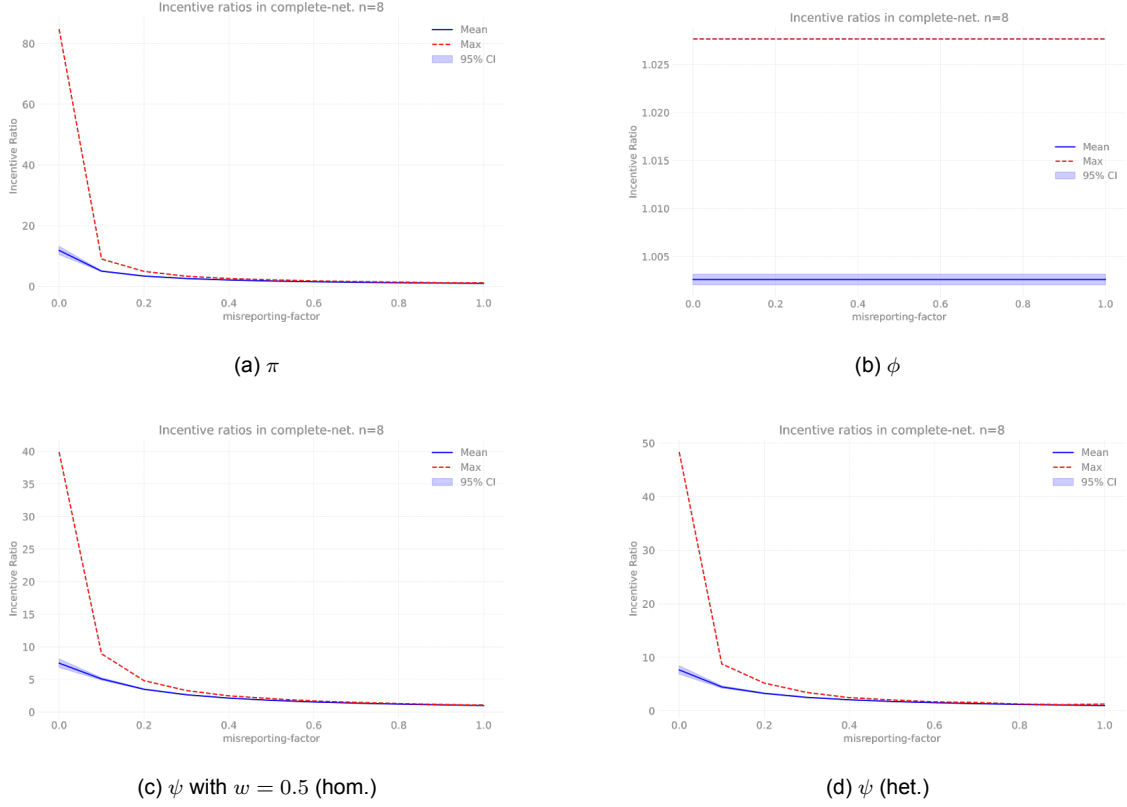 Incentive ratios in complete-net. n=8
Mean
Max
95% CI
80
60
40
20
0
Incentive Ratio
0.0 0.2 0.4 0.6 0.8 1.0
misreporting-factor
(a) π
Incentive ratios in complete-net. n=8
1.025
1.020
1.015
1.010
1.005
Incentive Ratio
Mean
Max
95% CI
0.0 0.2 0.4 0.6 0.8 1.0
misreporting-factor
(b) ϕ
Incentive ratios in complete-net. n=8
Mean
Max
95% CI
40
35
30
25
20
15
10
5
0
Incentive Ratio
0.0 0.2 0.4 0.6 0.8 1.0
misreporting-factor
(c) ψ with w = 0.5 (hom.)
Incentive ratios in complete-net. n=8
Mean
Max
95% CI
50
40
30
20
10
0
Incentive Ratio
0.0 0.2 0.4 0.6 0.8 1.0
misreporting-factor
(d) ψ (het.)